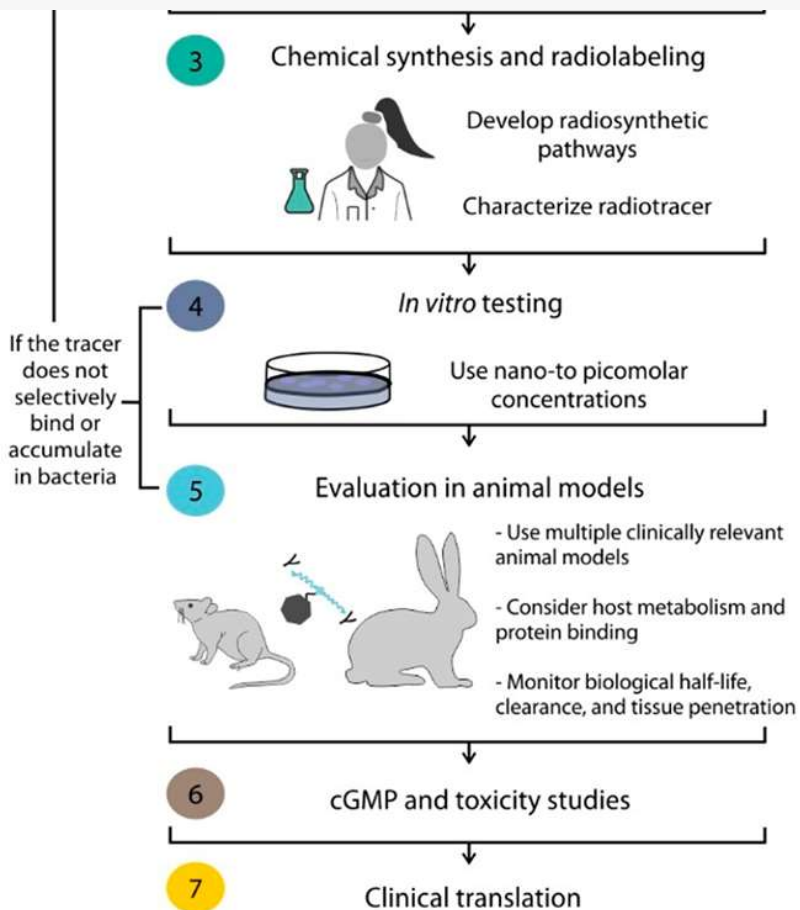 3
Chemical synthesis and radiolabeling
Develop radiosynthetic
pathways
Characterize radiotracer
4
In vitro testing
Use nano-to picomolar
concentrations
If the tracer
does not
selectively
bind or
accumulate
in bacteria
5
Evaluation in animal models
- Use multiple clinically relevant
animal models
- Consider host metabolism and
protein binding
- Monitor biological half-life,
clearance, and tissue penetration
6
cGMP and toxicity studies
7
Clinical translation